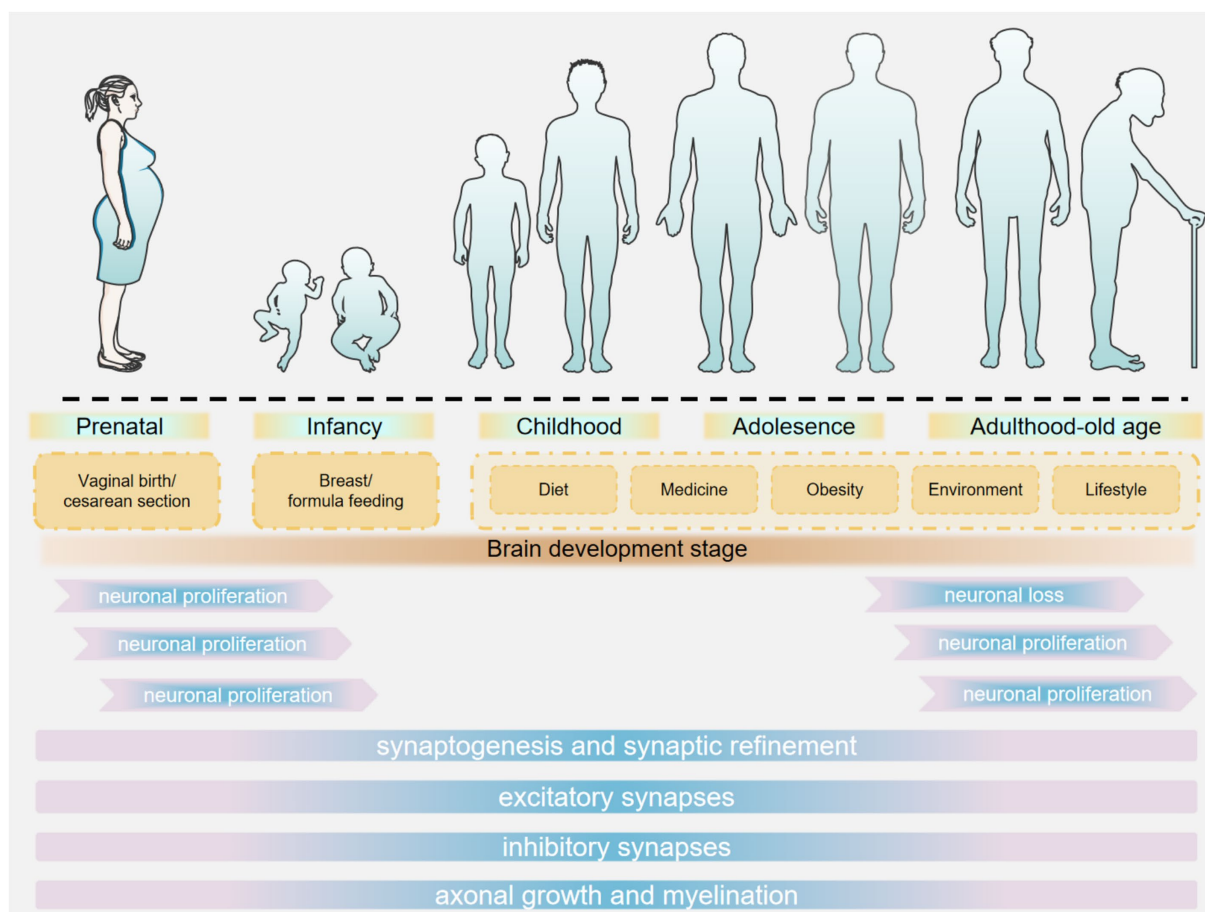 Prenatal
Infancy
Childhood
Adolesence
Adulthood-old age
Vaginal birth/
cesarean section
Breast/
formula feeding
Diet
Medicine
Obesity
Environment
Lifestyle
Brain development stage
neuronal proliferation
neuronal loss
neuronal proliferation
neuronal proliferation
neuronal proliferation
neuronal proliferation
synaptogenesis and synaptic refinement
excitatory synapses
inhibitory synapses
axonal growth and myelination